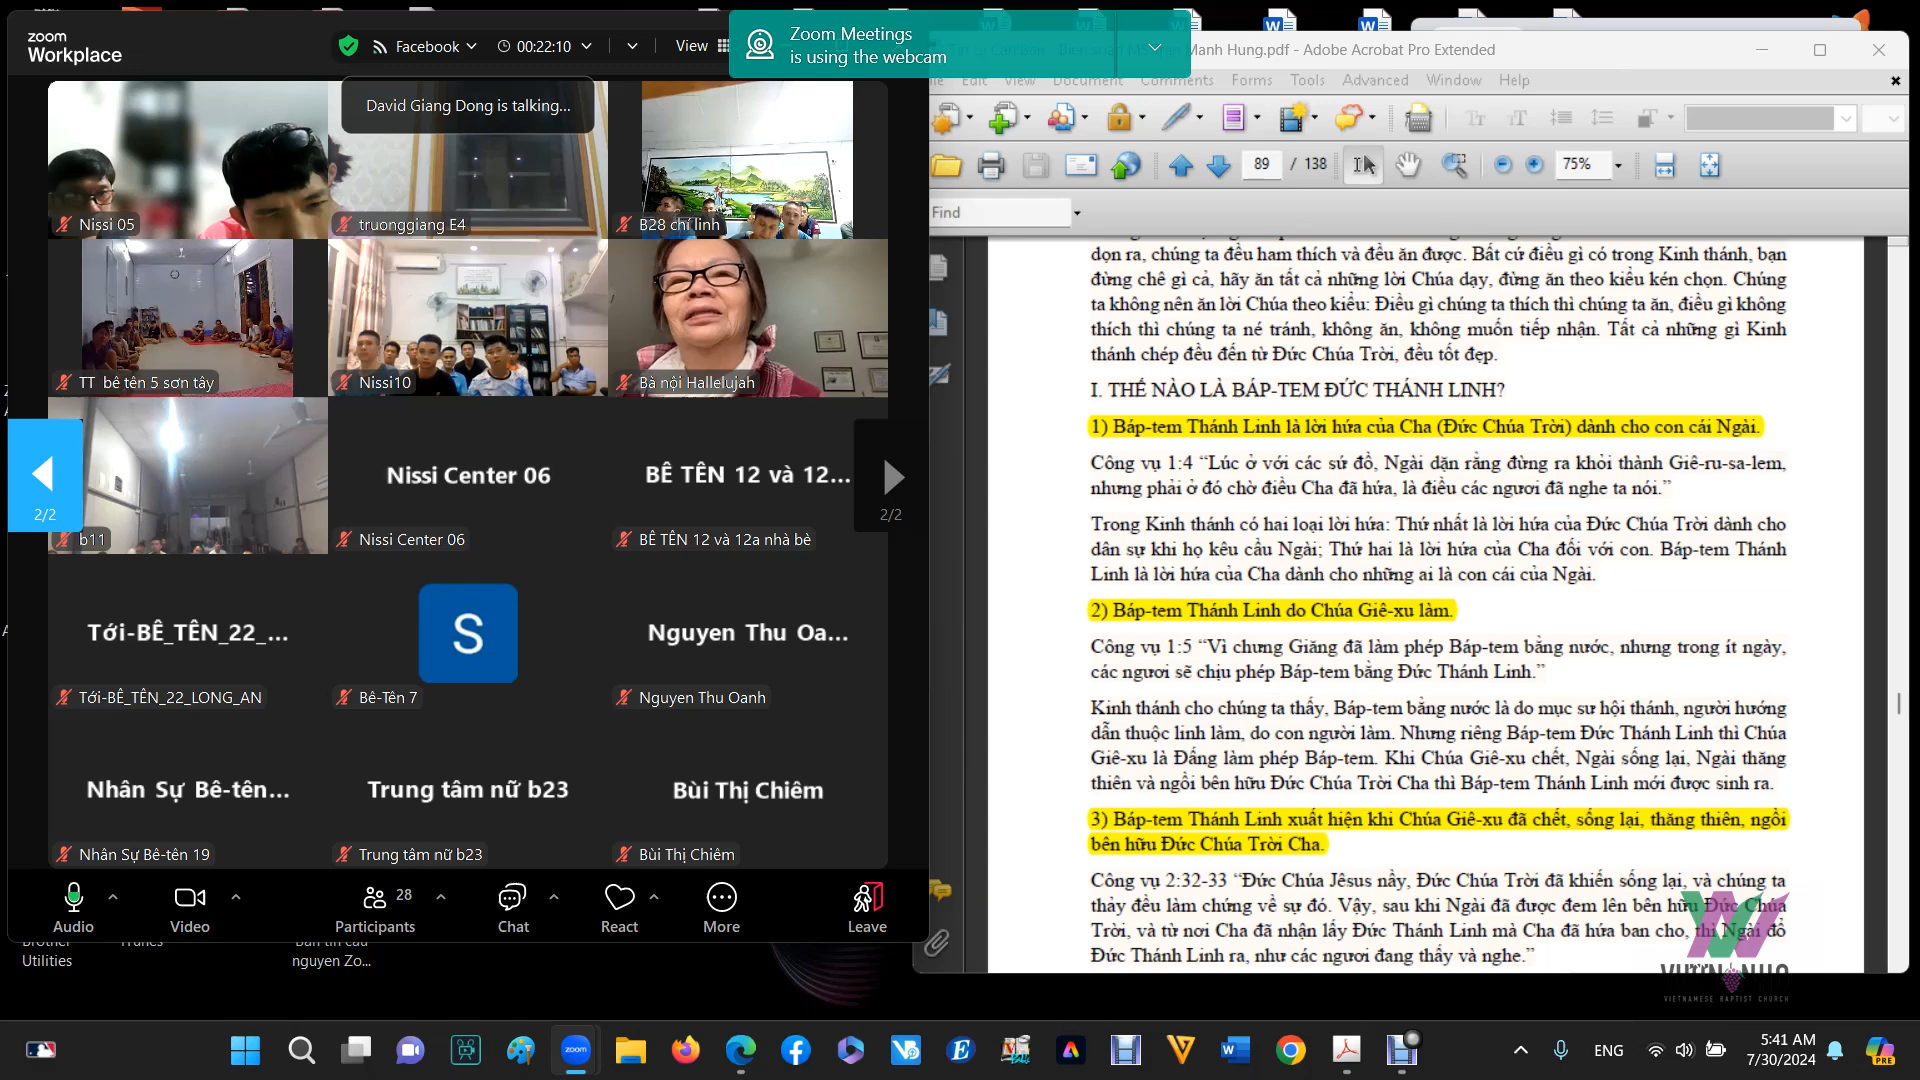 zoom
Workplace
Facebook
00:22:10
View
Zoom Meetings
is using the webcam
Manh Hung.pdf - Adobe Acrobat Pro Extended
Edit View Document Comments Forms Tools Advanced Window Help
89 / 138
75%
Find
David Giang Dong is talking...
Nissi 05
truonggiang E4
B28 chí linh
TT bê tên 5 sơn tây
Nissi10
Bà nội Hallelujah
2/2
b11
Nissi Center 06
Nissi Center 06
BÊ TÊN 12 và 12...
BÊ TÊN 12 và 12a nhà bè
2/2
Tới-BÊ_TÊN_22_...
Tới-BÊ_TÊN_22_LONG_AN
S
Bê-Tên 7
Nguyen Thu Oa...
Nguyen Thu Oanh
Nhân Sự Bê-tên...
Nhân Sự Bê-tên 19
Trung tâm nữ b23
Trung tâm nữ b23
Bùi Thị Chiêm
Bùi Thị Chiêm
Audio
Video
Participants
28
Chat
React
More
Leave
dọn ra, chúng ta đều ham thích và đều ăn được. Bất cứ điều gì có trong Kinh thánh, bạn
đừng chê gì cả, hãy ăn tất cả những lời Chúa dạy, đừng ăn theo kiểu kén chọn. Chúng
ta không nên ăn lời Chúa theo kiểu: Điều gì chúng ta thích thì chúng ta ăn, điều gì không
thích thì chúng ta né tránh, không ăn, không muốn tiếp nhận. Tất cả những gì Kinh
thánh chép đều đến từ Đức Chúa Trời, đều tốt đẹp.
I. THẾ NÀO LÀ BÁP-TEM ĐỨC THÁNH LINH?
1) Báp-tem Thánh Linh là lời hứa của Cha (Đức Chúa Trời) dành cho con cái Ngài.
Công vụ 1:4 “Lúc ở với các sứ đồ, Ngài dặn rằng đừng ra khỏi thành Giê-ru-sa-lem,
nhưng phải ở đó chờ điều Cha đã hứa, là điều các ngươi đã nghe ta nói.”
Trong Kinh thánh có hai loại lời hứa: Thứ nhất là lời hứa của Đức Chúa Trời dành cho
dân sự khi họ kêu cầu Ngài; Thứ hai là lời hứa của Cha đối với con. Báp-tem Thánh
Linh là lời hứa của Cha dành cho những ai là con cái của Ngài.
2) Báp-tem Thánh Linh do Chúa Giê-xu làm.
Công vụ 1:5 “Vì chưng Giăng đã làm phép Báp-tem bằng nước, nhưng trong ít ngày,
các ngươi sẽ chịu phép Báp-tem bằng Đức Thánh Linh.”
Kinh thánh cho chúng ta thấy, Báp-tem bằng nước là do mục sư hội thánh, người hướng
dẫn thuộc linh làm, do con người làm. Nhưng riêng Báp-tem Đức Thánh Linh thì Chúa
Giê-xu là Đấng làm phép Báp-tem. Khi Chúa Giê-xu chết, Ngài sống lại, Ngài thăng
thiên và ngồi bên hữu Đức Chúa Trời Cha thì Báp-tem Thánh Linh mới được sinh ra.
3) Báp-tem Thánh Linh xuất hiện khi Chúa Giê-xu đã chết, sống lại, thăng thiên, ngồi
bên hữu Đức Chúa Trời Cha.
Công vụ 2:32-33 “Đức Chúa Jêsus nầy, Đức Chúa Trời đã khiến sống lại, và chúng ta
thảy đều làm chứng về sự đó. Vậy, sau khi Ngài đã được đem lên bên hữu Đức Chúa
Trời, và từ nơi Cha đã nhận lấy Đức Thánh Linh mà Cha đã hứa ban cho, thì Ngài đổ
Đức Thánh Linh ra, như các ngươi đang thấy và nghe.”
VIETNAMESE BAPTIST CHURCH
Utilities
nguyen Zo...
ENG
5:41 AM
7/30/2024